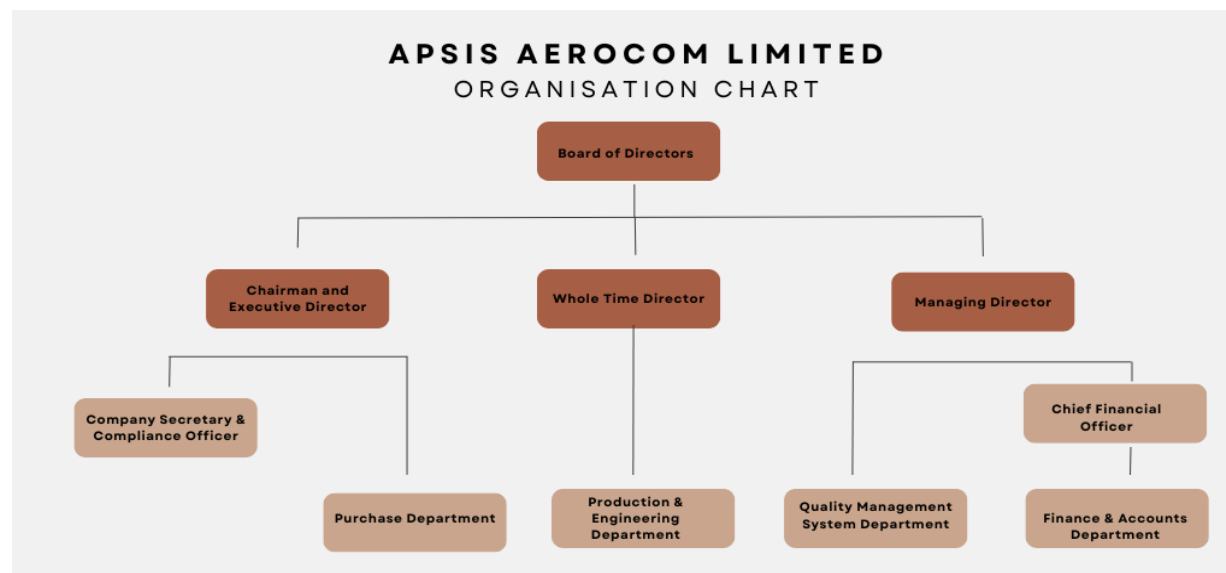 APSIS AEROCOM LIMITED
ORGANISATION CHART
Board of Directors
Chairman and
Executive Director
Whole Time Director
Managing Director
Company Secretary &
Compliance Officer
Chief Financial
Officer
Purchase Department
Production &
Engineering
Department
Quality Management
System Department
Finance & Accounts
Department